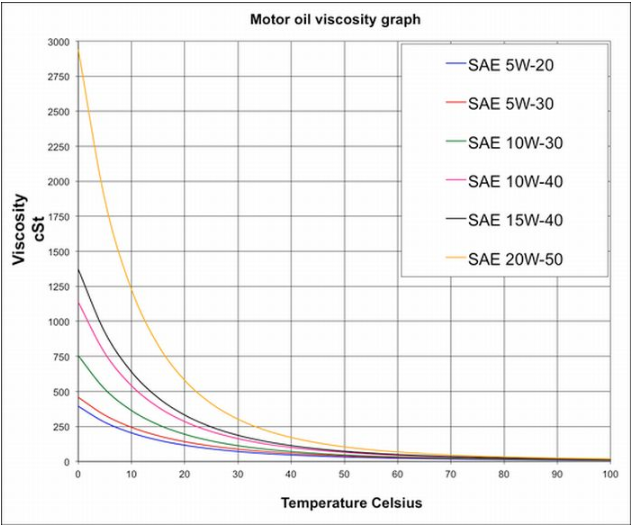 Motor oil viscosity graph
3000
2750
2500
2250
2000
1750
1500
1250
1000
750
500
250
0
Viscosity
cSt
SAE 5W-20
SAE 5W-30
SAE 10W-30
SAE 10W-40
SAE 15W-40
SAE 20W-50
0 10 20 30 40 50 60 70 80 90 100
Temperature Celsius